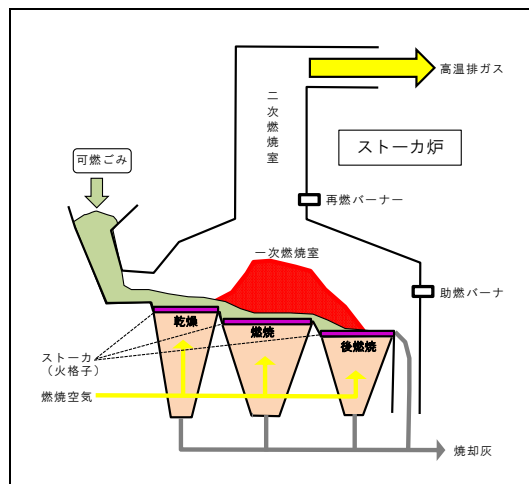 高温排ガス
二次燃焼室
ストーカ炉
可燃ごみ
再燃バーナー
一次燃焼室
助燃バーナ
乾燥
燃焼
後燃焼
ストーカ
（火格子）
燃焼空気
焼却灰